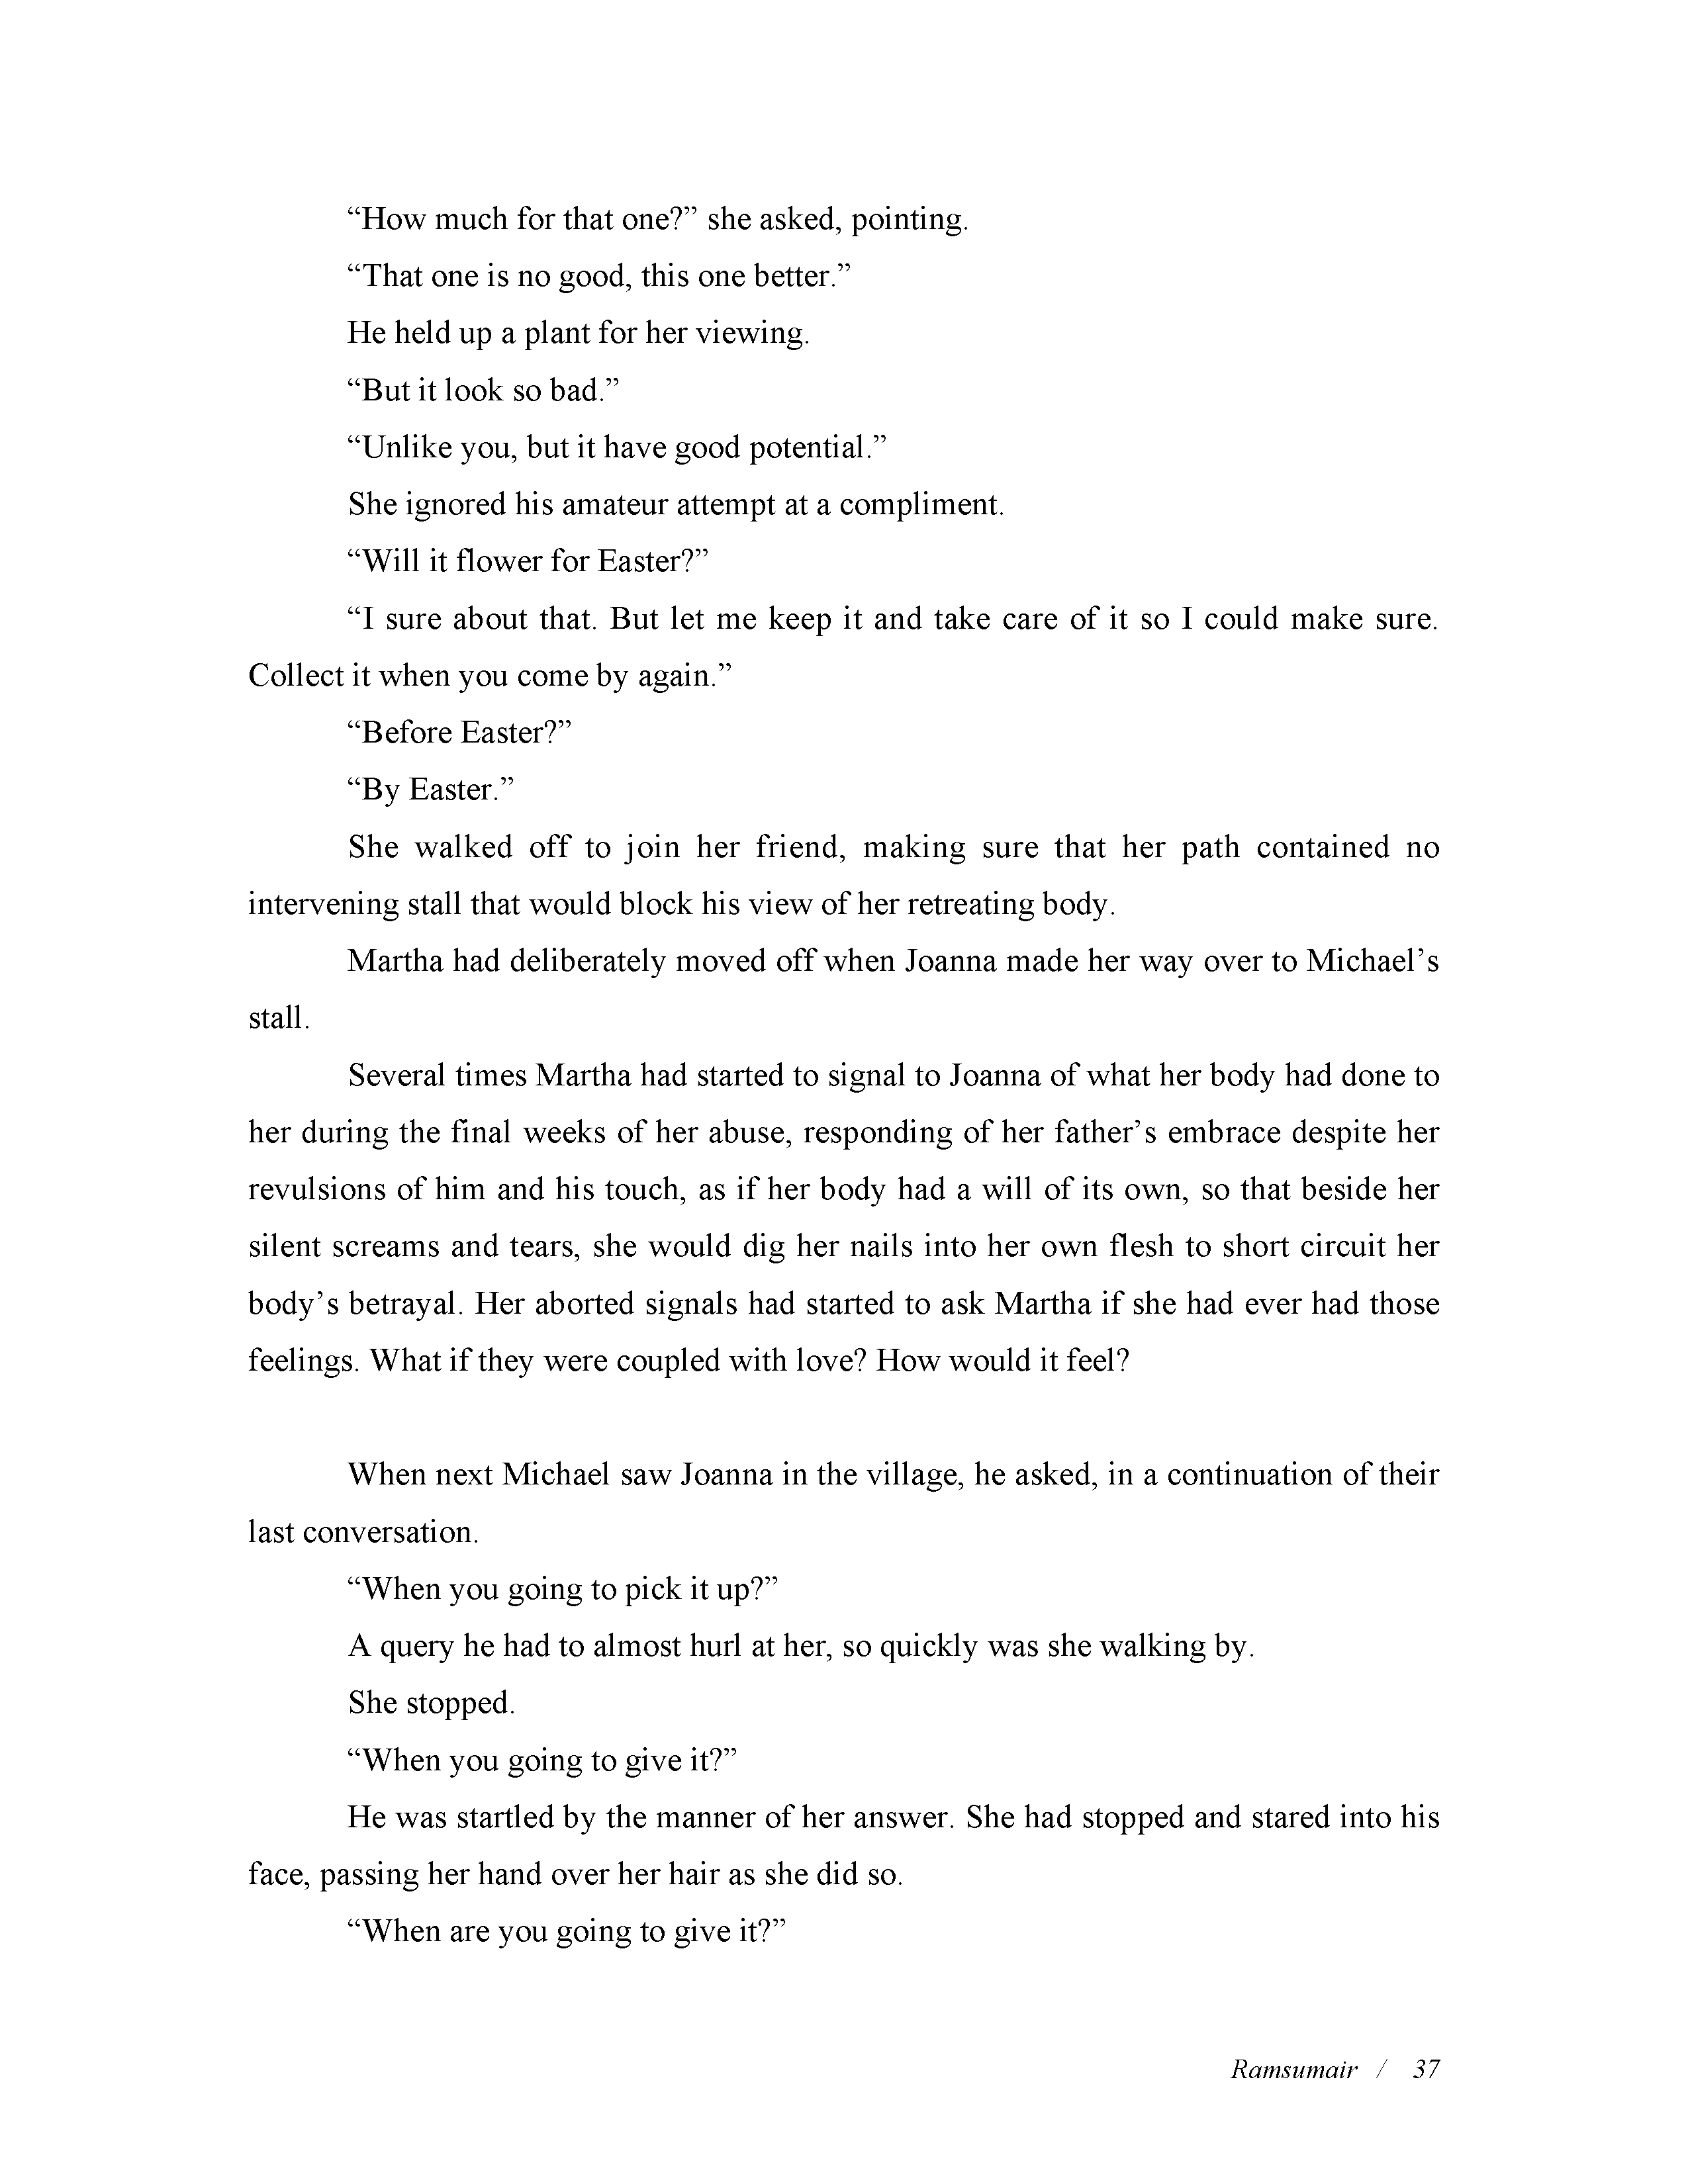 “How much for that one?” she asked, pointing.
“That one is no good, this one better.”
He held up a plant for her viewing.
“But it look so bad.”
“Unlike you, but it have good potential.”
She ignored his amateur attempt at a compliment.
“Will it flower for Easter?”
“I sure about that. But let me keep it and take care of it so I could make sure.
Collect it when you come by again.”
“Before Easter?”
“By Easter.”
She walked off to join her friend, making sure that her path contained no
intervening stall that would block his view of her retreating body.
Martha had deliberately moved off when Joanna made her way over to Michael’s
stall.
Several times Martha had started to signal to Joanna of what her body had done to
her during the final weeks of her abuse, responding of her father’s embrace despite her
revulsions of him and his touch, as if her body had a will of its own, so that beside her
silent screams and tears, she would dig her nails into her own flesh to short circuit her
body’s betrayal. Her aborted signals had started to ask Martha if she had ever had those
feelings. What if they were coupled with love? How would it feel?
When next Michael saw Joanna in the village, he asked, in a continuation of their
last conversation.
“When you going to pick it up?”
A query he had to almost hurl at her, so quickly was she walking by.
She stopped.
“When you going to give it?”
He was startled by the manner of her answer. She had stopped and stared into his
face, passing her hand over her hair as she did so.
“When are you going to give it?”
Ramsumair / 37